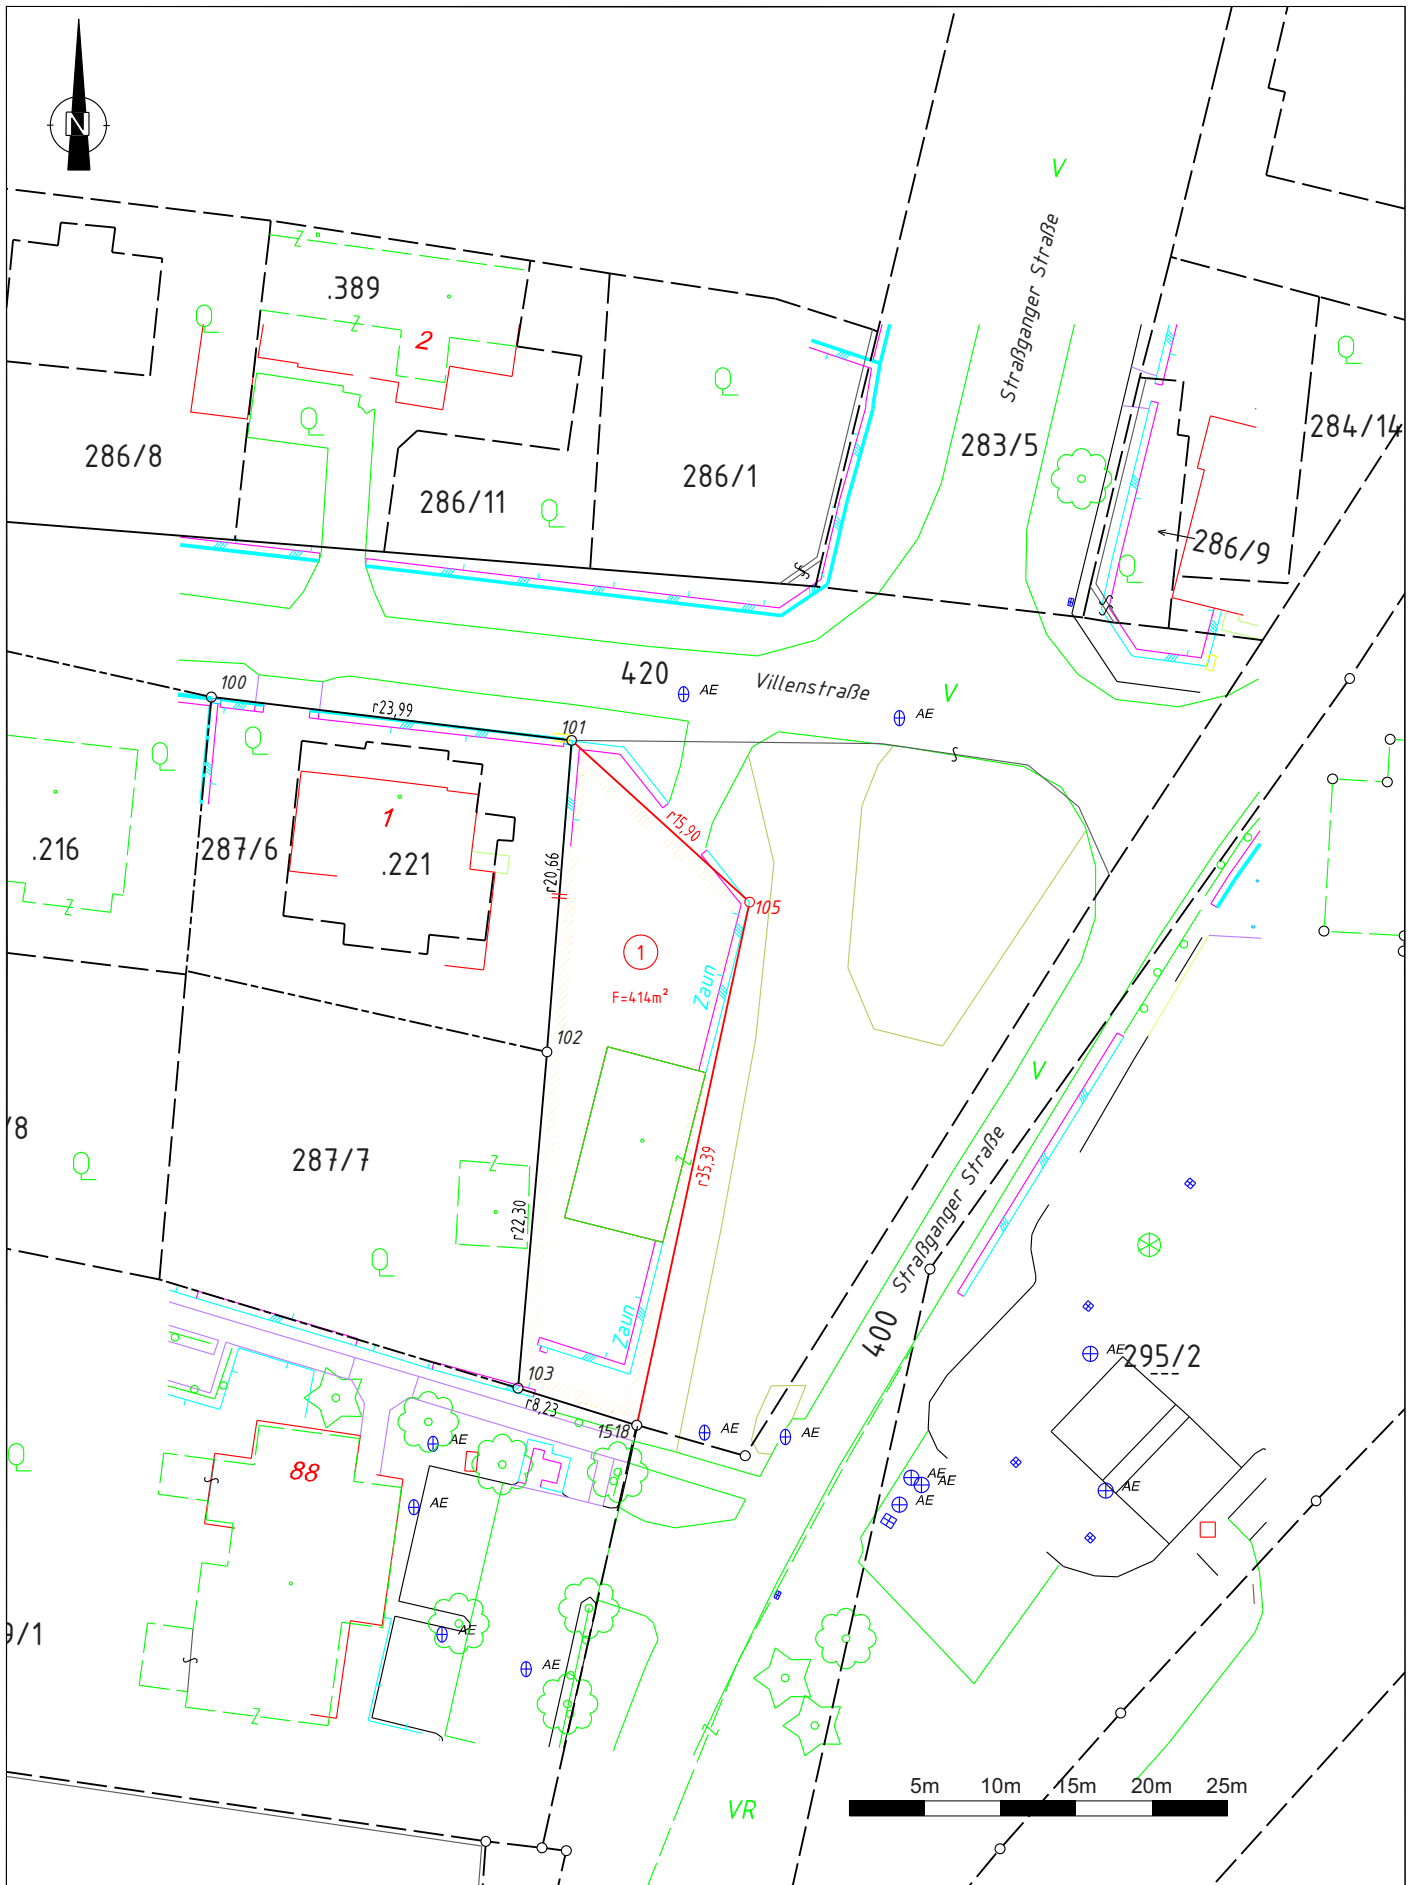 N
V
Straßganger Straße
.389
2
286/8
286/11
286/1
283/5
284/14
286/9
420
AE
Villenstraße
V
AE
100
r23,99
101
r15,90
.216
287/6
1
.221
r20,66
105
1
F=414m²
Zaun
102
V
/8
287/7
r22,30
r35,39
Straßganger Straße
400
Zaun
AE
295/2
103
r8,23
1518
AE
AE
AE
88
AE
AE
AE
AE
AE
AE
AE
9/1
VR
5m 10m 15m 20m 25m